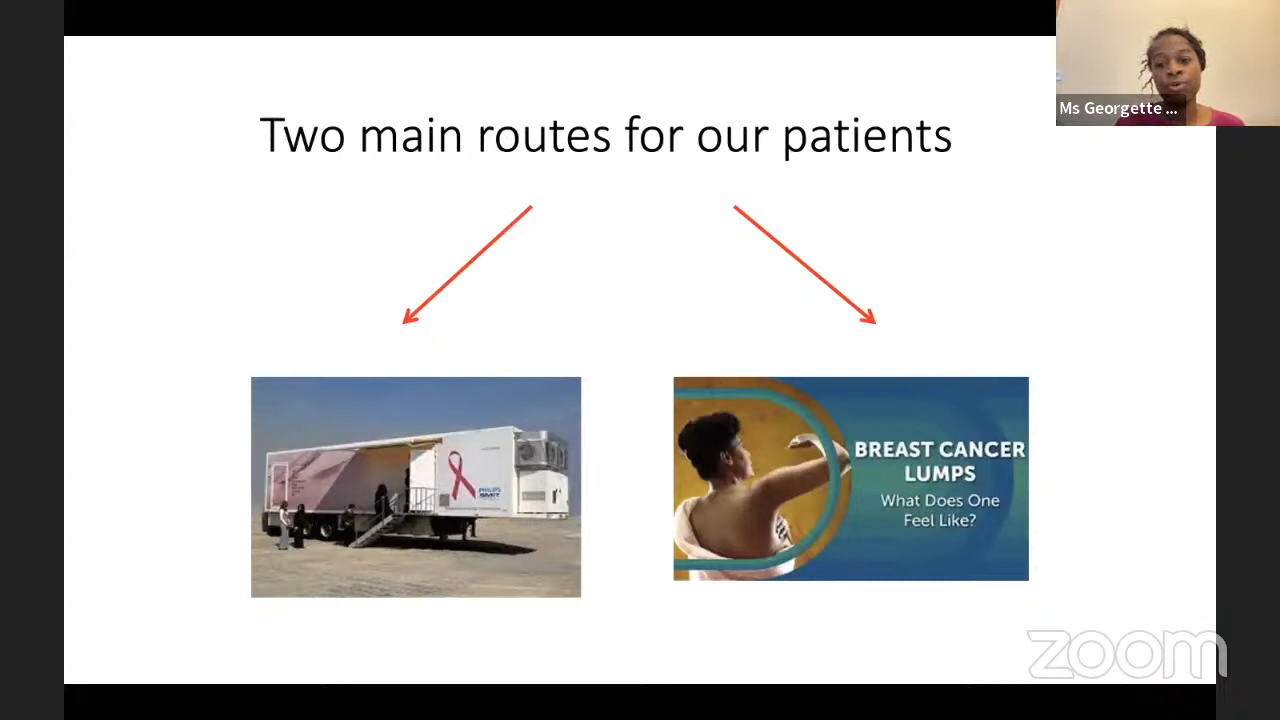 Ms Georgette ...
Two main routes for our patients
PHILIPS
BREAST CANCER
LUMPS
What Does One
Feel Like?
zoom